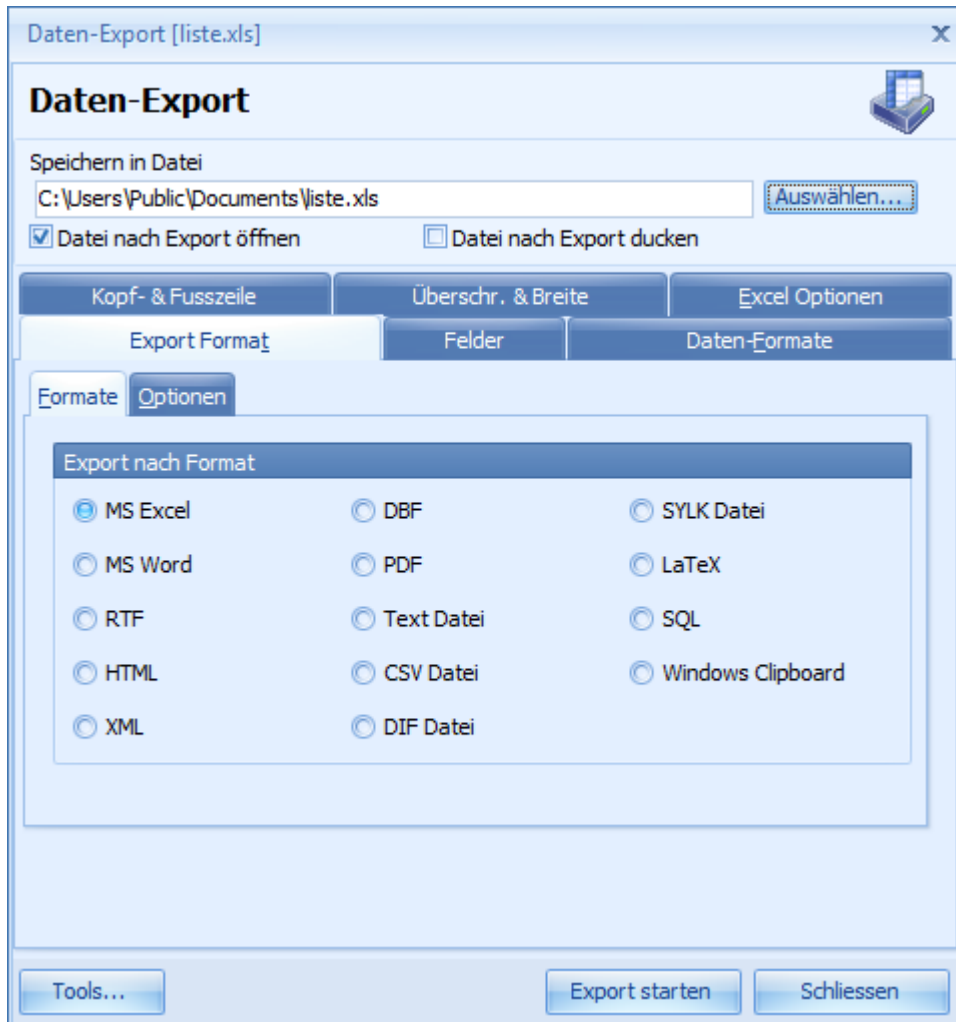 Daten-Export [liste.xls]
Daten-Export
Speichern in Datei
C:\Users\Public\Documents\liste.xls Auswählen...
Datei nach Export öffnen Datei nach Export ducken
Kopf- & Fusszeile Überschr. & Breite Excel Optionen
Export Format Felder Daten-Formate
Formate Optionen
Export nach Format
MS Excel DBF SYLK Datei
MS Word PDF LaTeX
RTF Text Datei SQL
HTML CSV Datei Windows Clipboard
XML DIF Datei
Tools... Export starten Schliessen